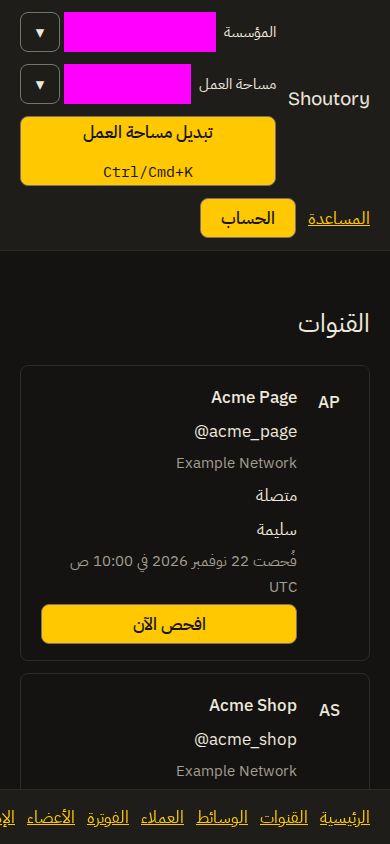 المؤسسة
▼
مساحة العمل
▼
Shoutory
تبديل مساحة العمل
Ctrl/Cmd+K
المساعدة
الحساب
القنوات
AP
Acme Page
@acme_page
Example Network
متصلة
سليمة
فُحصت 22 نوفمبر 2026 في 10:00 ص
UTC
افحص الآن
AS
Acme Shop
@acme_shop
Example Network
الرئيسية القنوات الوسائط العملاء الفوترة الأعضاء